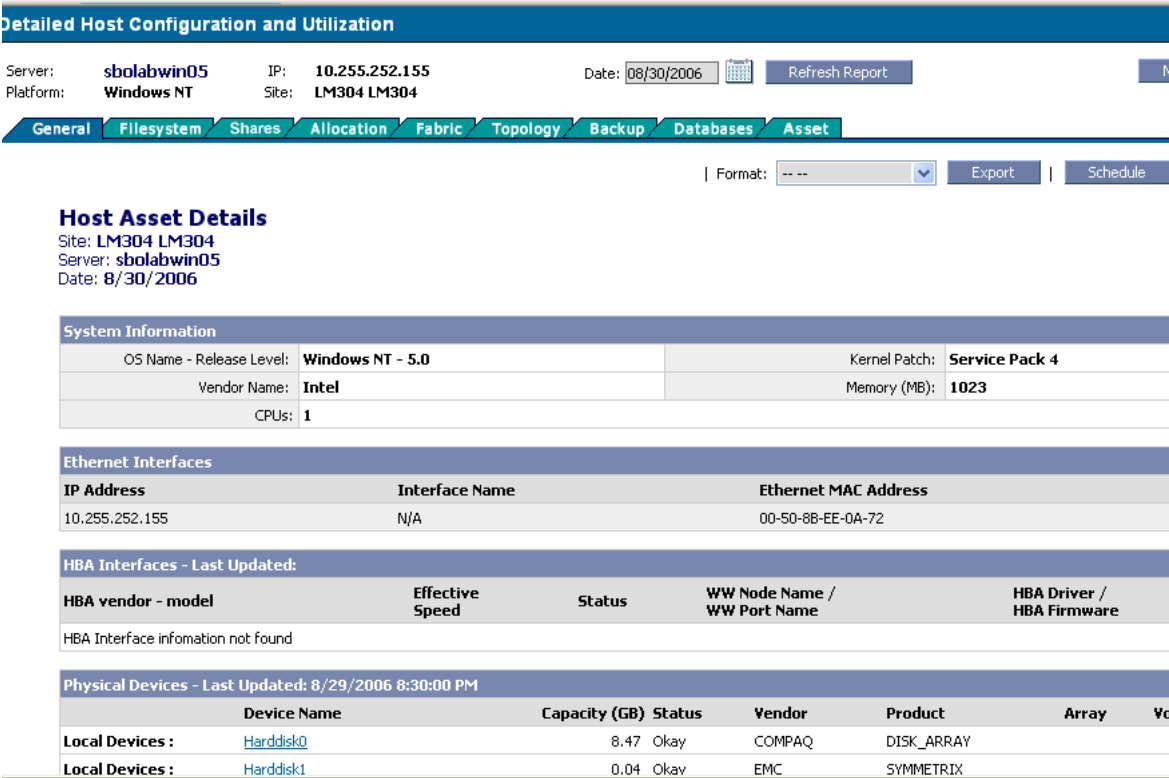 Detailed Host Configuration and Utilization
Server: sbolabwin05 IP: 10.255.252.155 Date: 08/30/2006 Refresh Report
Platform: Windows NT Site: LM304 LM304
General Filesystem Shares Allocation Fabric Topology Backup Databases Asset
| Format: -- -- Export | Schedule
Host Asset Details
Site: LM304 LM304
Server: sbolabwin05
Date: 8/30/2006
System Information
OS Name - Release Level: Windows NT - 5.0 Kernel Patch: Service Pack 4
Vendor Name: Intel Memory (MB): 1023
CPUs: 1
Ethernet Interfaces
IP Address Interface Name Ethernet MAC Address
10.255.252.155 N/A 00-50-8B-EE-0A-72
HBA Interfaces - Last Updated:
HBA vendor - model Effective Speed Status WW Node Name / WW Port Name HBA Driver / HBA Firmware
HBA Interface infomation not found
Physical Devices - Last Updated: 8/29/2006 8:30:00 PM
Device Name Capacity (GB) Status Vendor Product Array
Local Devices : Harddisk0 8.47 Okay COMPAQ DISK_ARRAY
Local Devices : Harddisk1 0.04 Okay EMC SYMMETRIX